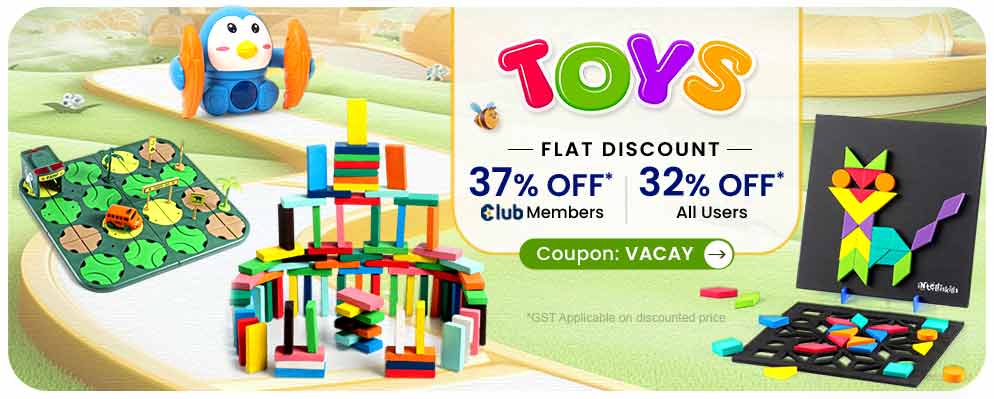 TOYS
FLAT DISCOUNT
37% OFF*
Club Members
32% OFF*
All Users
Coupon: VACAY
*GST Applicable on discounted price